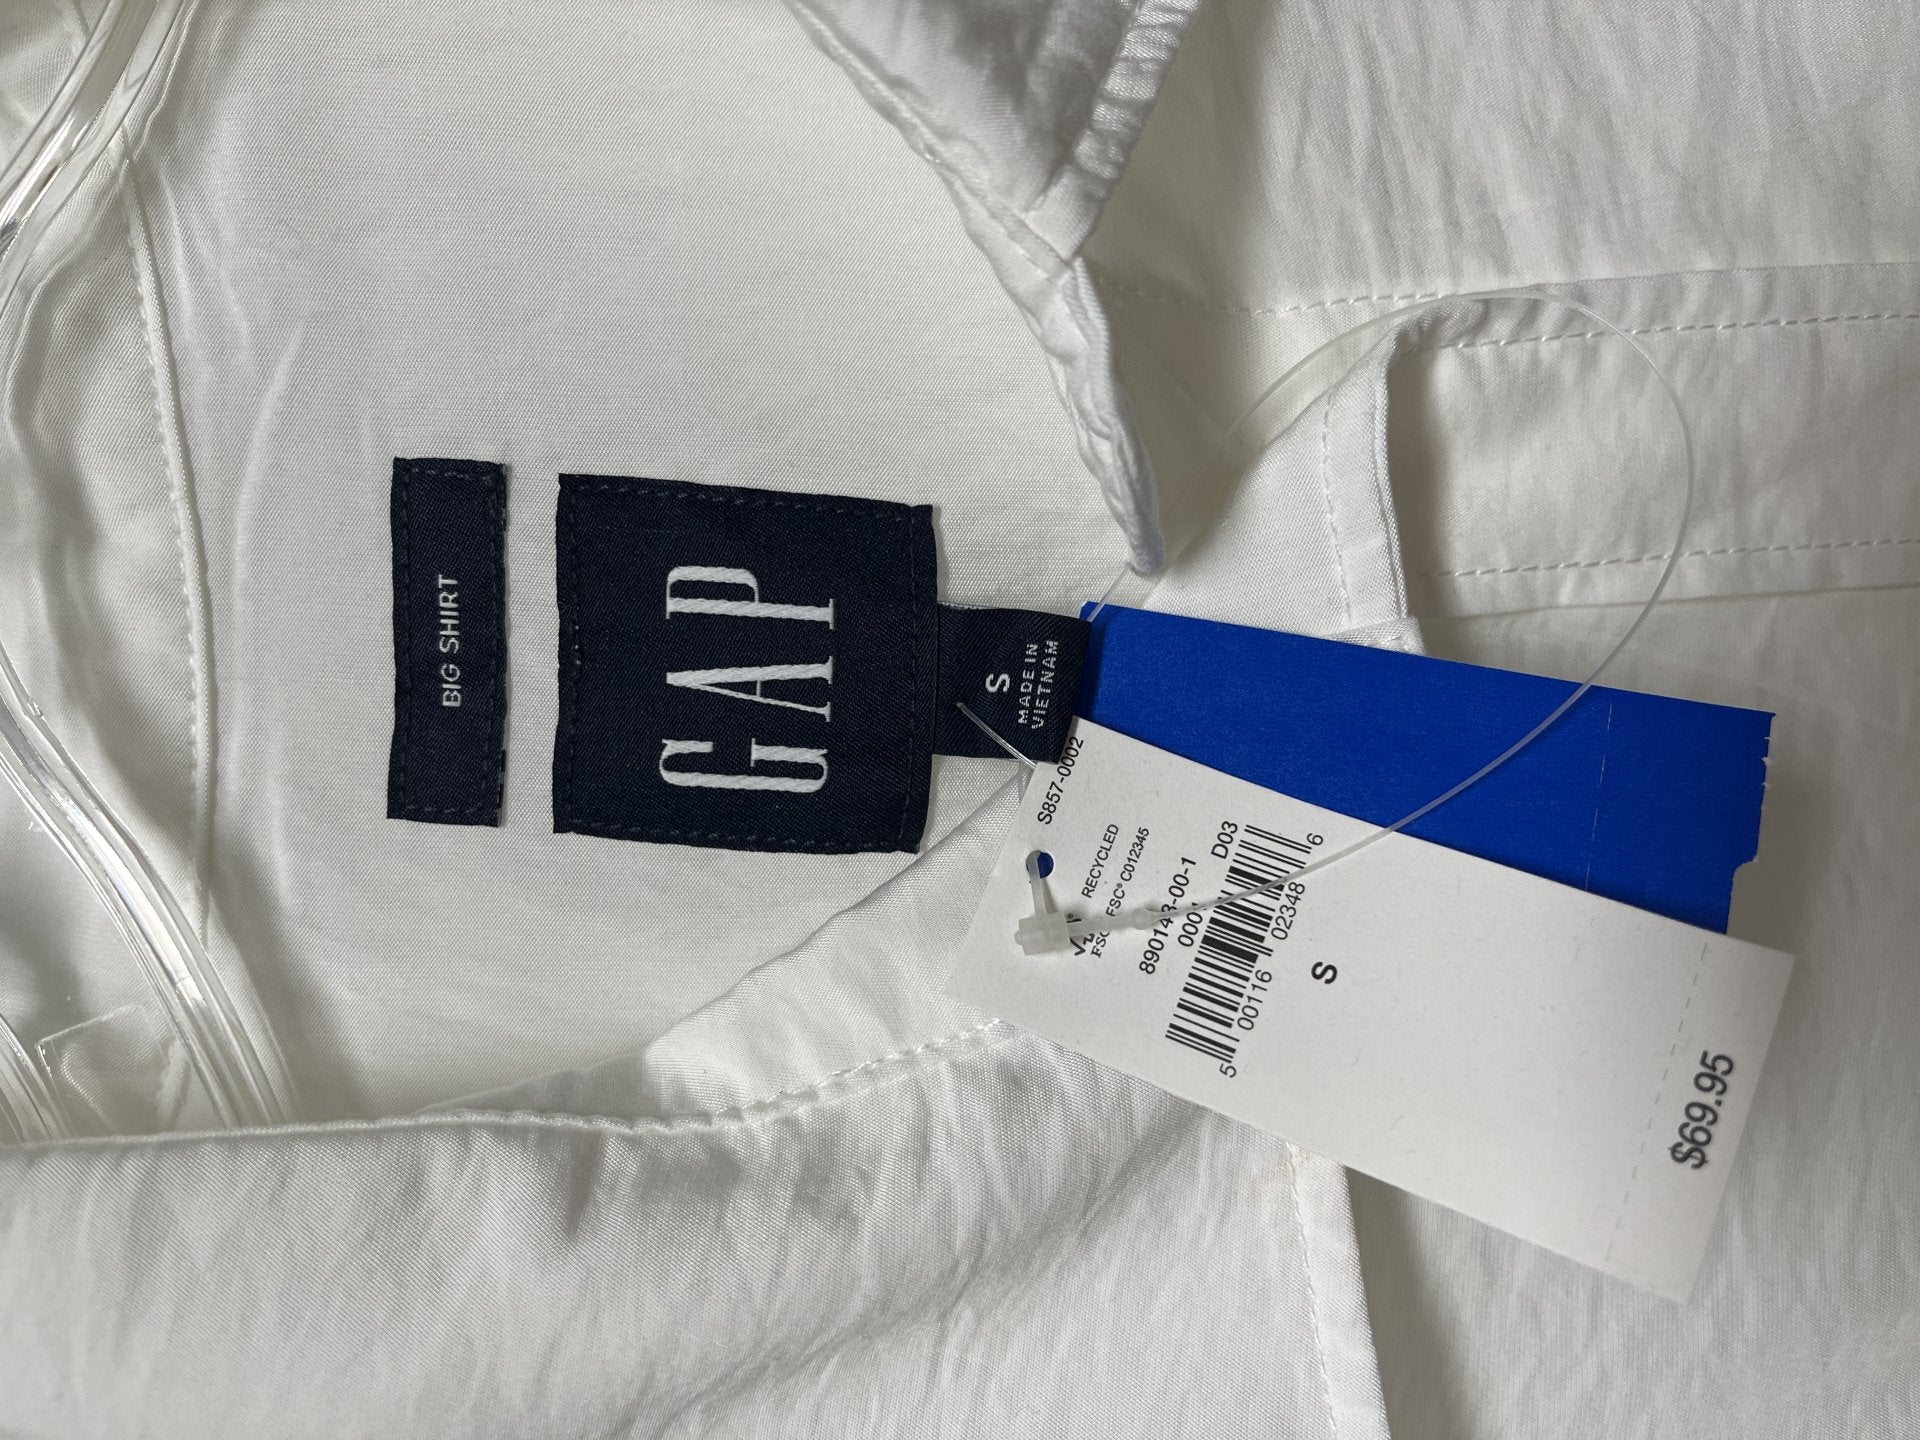 BIG SHIRT
GAP
S
MADE IN
VIETNAM
S857-0002
RECYCLED
FSC® C012345
890143-00-1
D03
5 00116 02348 6
S
$69.95